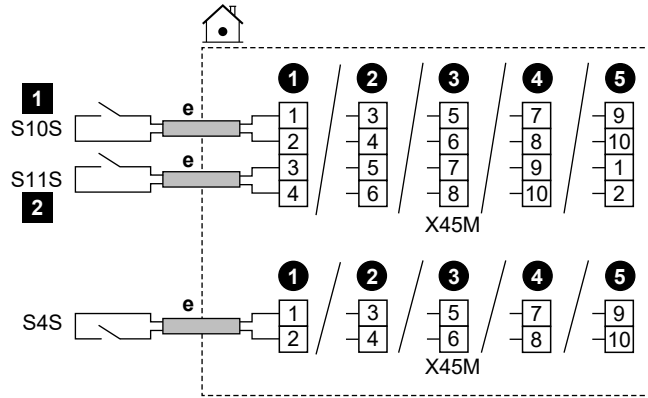 1 2 3 4 5
1
S10S
e
1 3 5 7 9
2 4 6 8 10
S11S
e
3 5 7 9 1
4 6 8 10 2
2
X45M
1 2 3 4 5
S4S
e
1 3 5 7 9
2 4 6 8 10
X45M